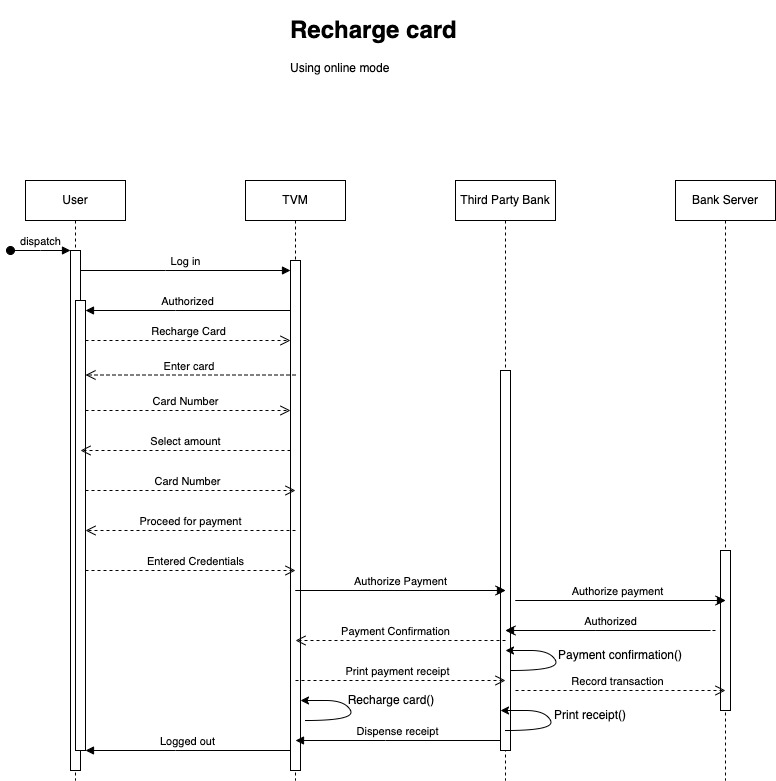 Recharge card
Using online mode
User
TVM
Third Party Bank
Bank Server
dispatch
Log in
Authorized
Recharge Card
Enter card
Card Number
Select amount
Card Number
Proceed for payment
Entered Credentials
Authorize Payment
Authorize payment
Authorized
Payment Confirmation
Payment confirmation()
Print payment receipt
Record transaction
Recharge card()
Print receipt()
Dispense receipt
Logged out